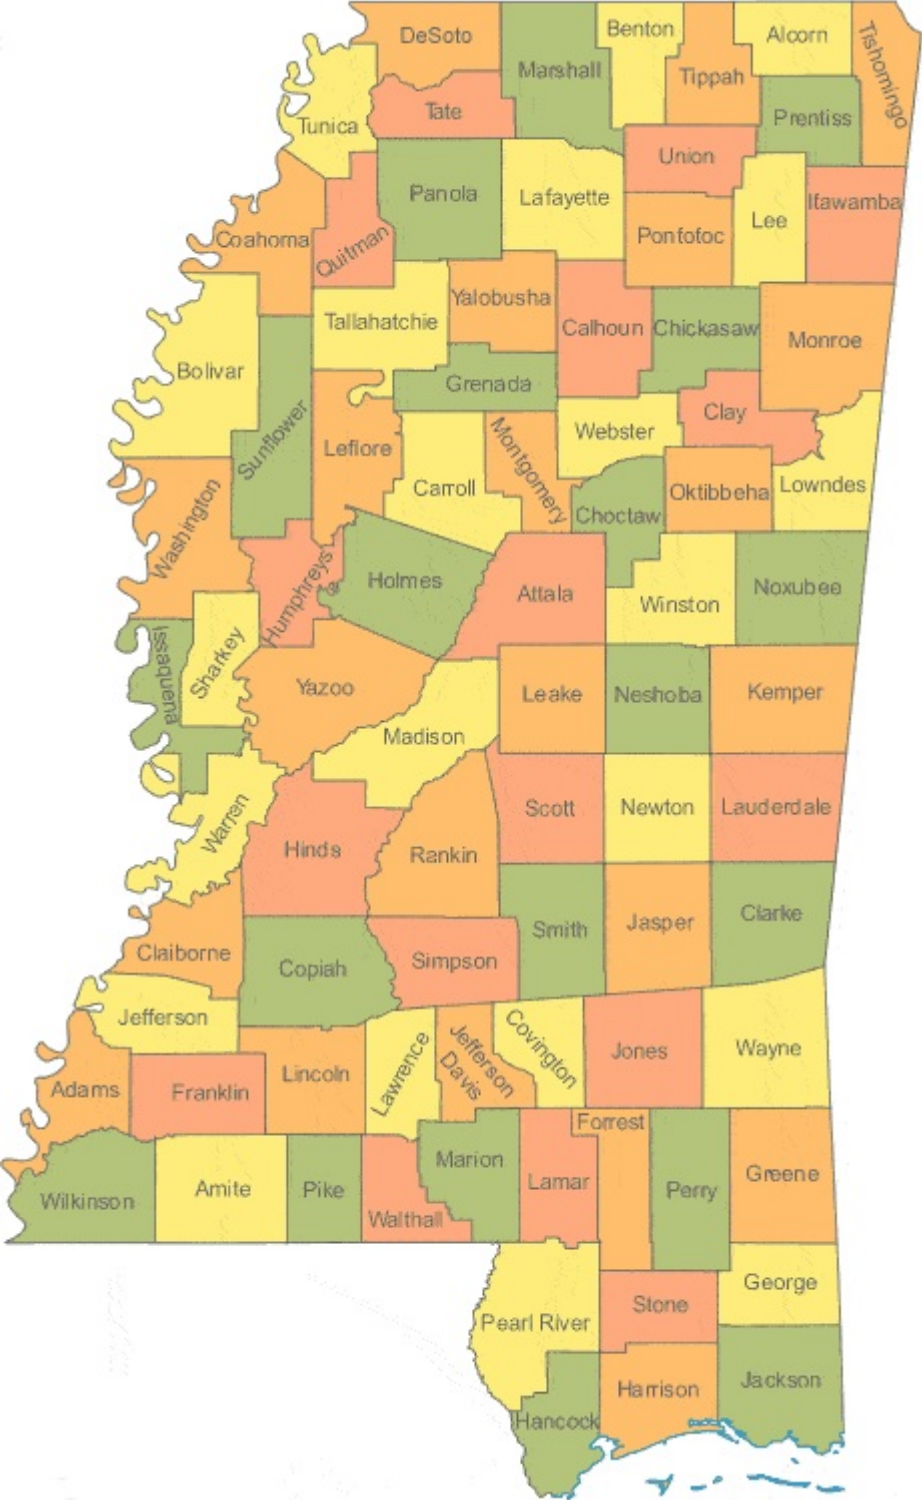 DeSoto
Benton
Alcorn
Tishomingo
Marshall
Tippah
Tate
Prentiss
Tunica
Union
Panola
Lafayette
Itawamba
Lee
Coahoma
Quitman
Pontotoc
Yalobusha
Tallahatchie
Calhoun
Chickasaw
Monroe
Bolivar
Grenada
Clay
Sunflower
Leflore
Montgomery
Webster
Carroll
Lowndes
Oktibbeha
Choctaw
Washington
Humphreys
Holmes
Attala
Noxubee
Winston
Issaquena
Sharkey
Yazoo
Leake
Neshoba
Kemper
Madison
Warren
Scott
Newton
Lauderdale
Hinds
Rankin
Smith
Jasper
Clarke
Claiborne
Copiah
Simpson
Jefferson
Lawrence
Jefferson
Davis
Covington
Jones
Wayne
Adams
Franklin
Lincoln
Forrest
Wilkinson
Amite
Pike
Walthall
Marion
Lamar
Perry
Greene
George
Pearl River
Stone
Harrison
Jackson
Hancock